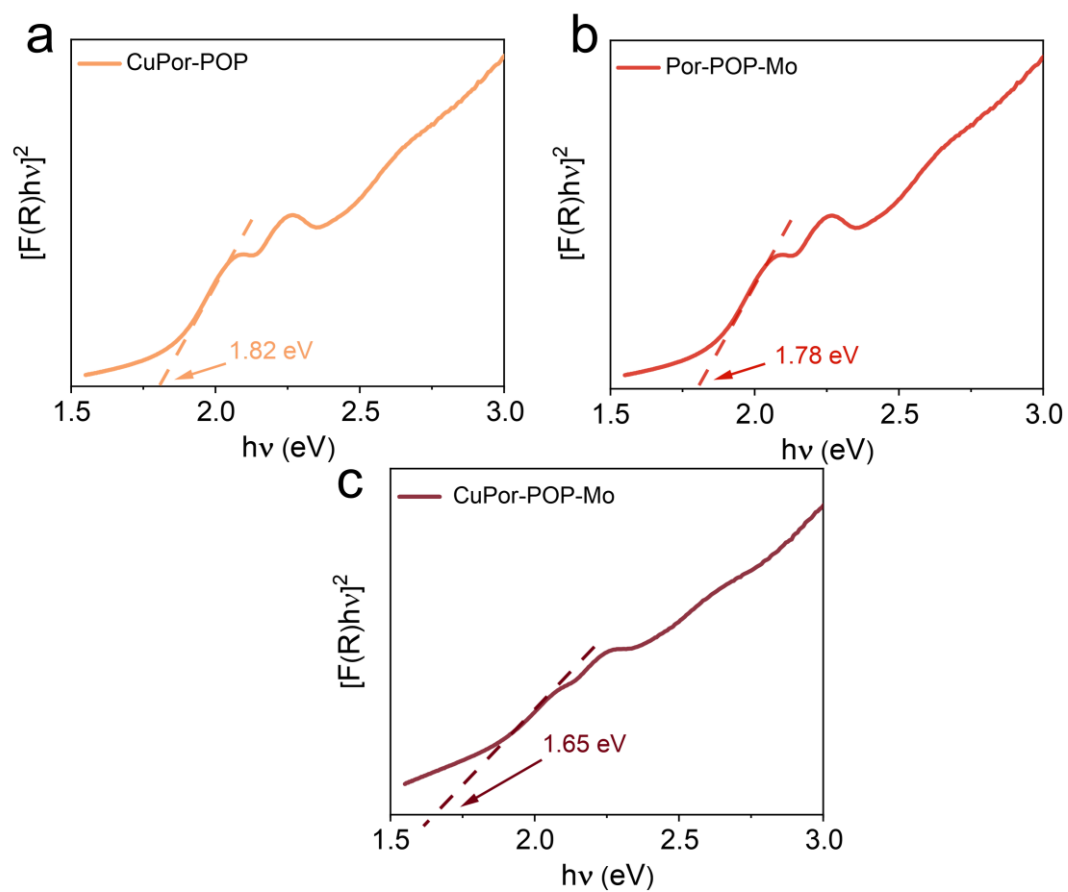 a
CuPor-POP
[F(R)hν]²
1.82 eV
1.5 2.0 2.5 3.0
hν (eV)
b
Por-POP-Mo
[F(R)hν]²
1.78 eV
1.5 2.0 2.5 3.0
hν (eV)
c
CuPor-POP-Mo
[F(R)hν]²
1.65 eV
1.5 2.0 2.5 3.0
hν (eV)